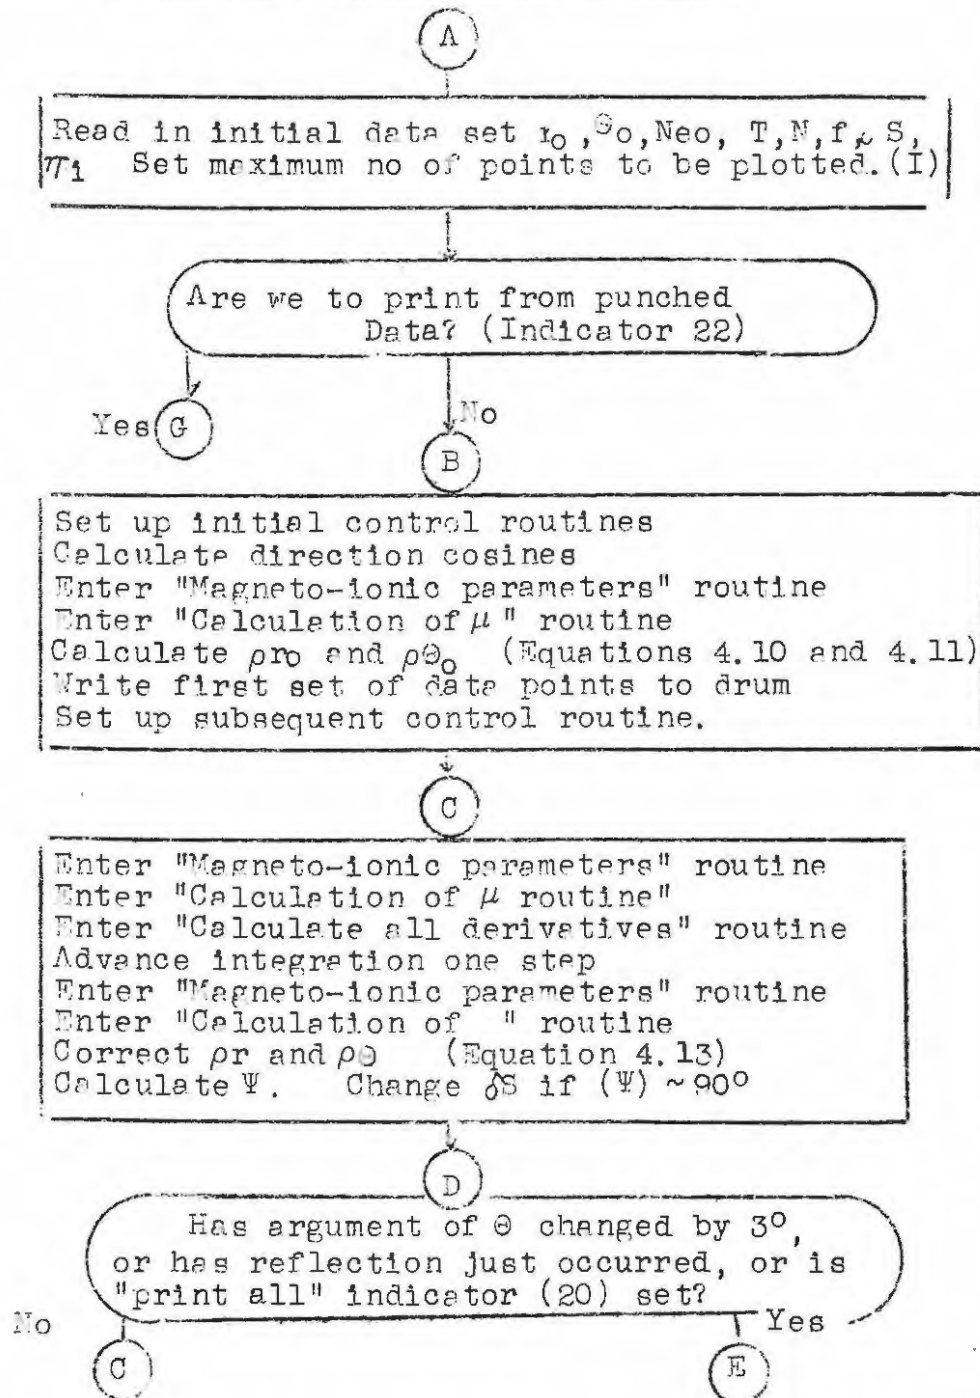 A
Read in initial data set r₀, Θo, Neo, T, N, f, S,
πi Set maximum no of points to be plotted.(I)
Are we to print from punched
Data? (Indicator 22)
Yes G
No
B
Set up initial control routines
Calculate direction cosines
Enter "Magneto-ionic parameters" routine
Enter "Calculation of μ " routine
Calculate ρro and ρΘ₀ (Equations 4.10 and 4.11)
Write first set of data points to drum
Set up subsequent control routine.
C
Enter "Magneto-ionic parameters" routine
Enter "Calculation of μ routine"
Enter "Calculate all derivatives" routine
Advance integration one step
Enter "Magneto-ionic parameters" routine
Enter "Calculation of " routine
Correct ρr and ρΘ (Equation 4.13)
Calculate Ψ. Change δS if (Ψ) ~90°
D
Has argument of Θ changed by 3°,
or has reflection just occurred, or is
"print all" indicator (20) set?
No
Yes
C
E